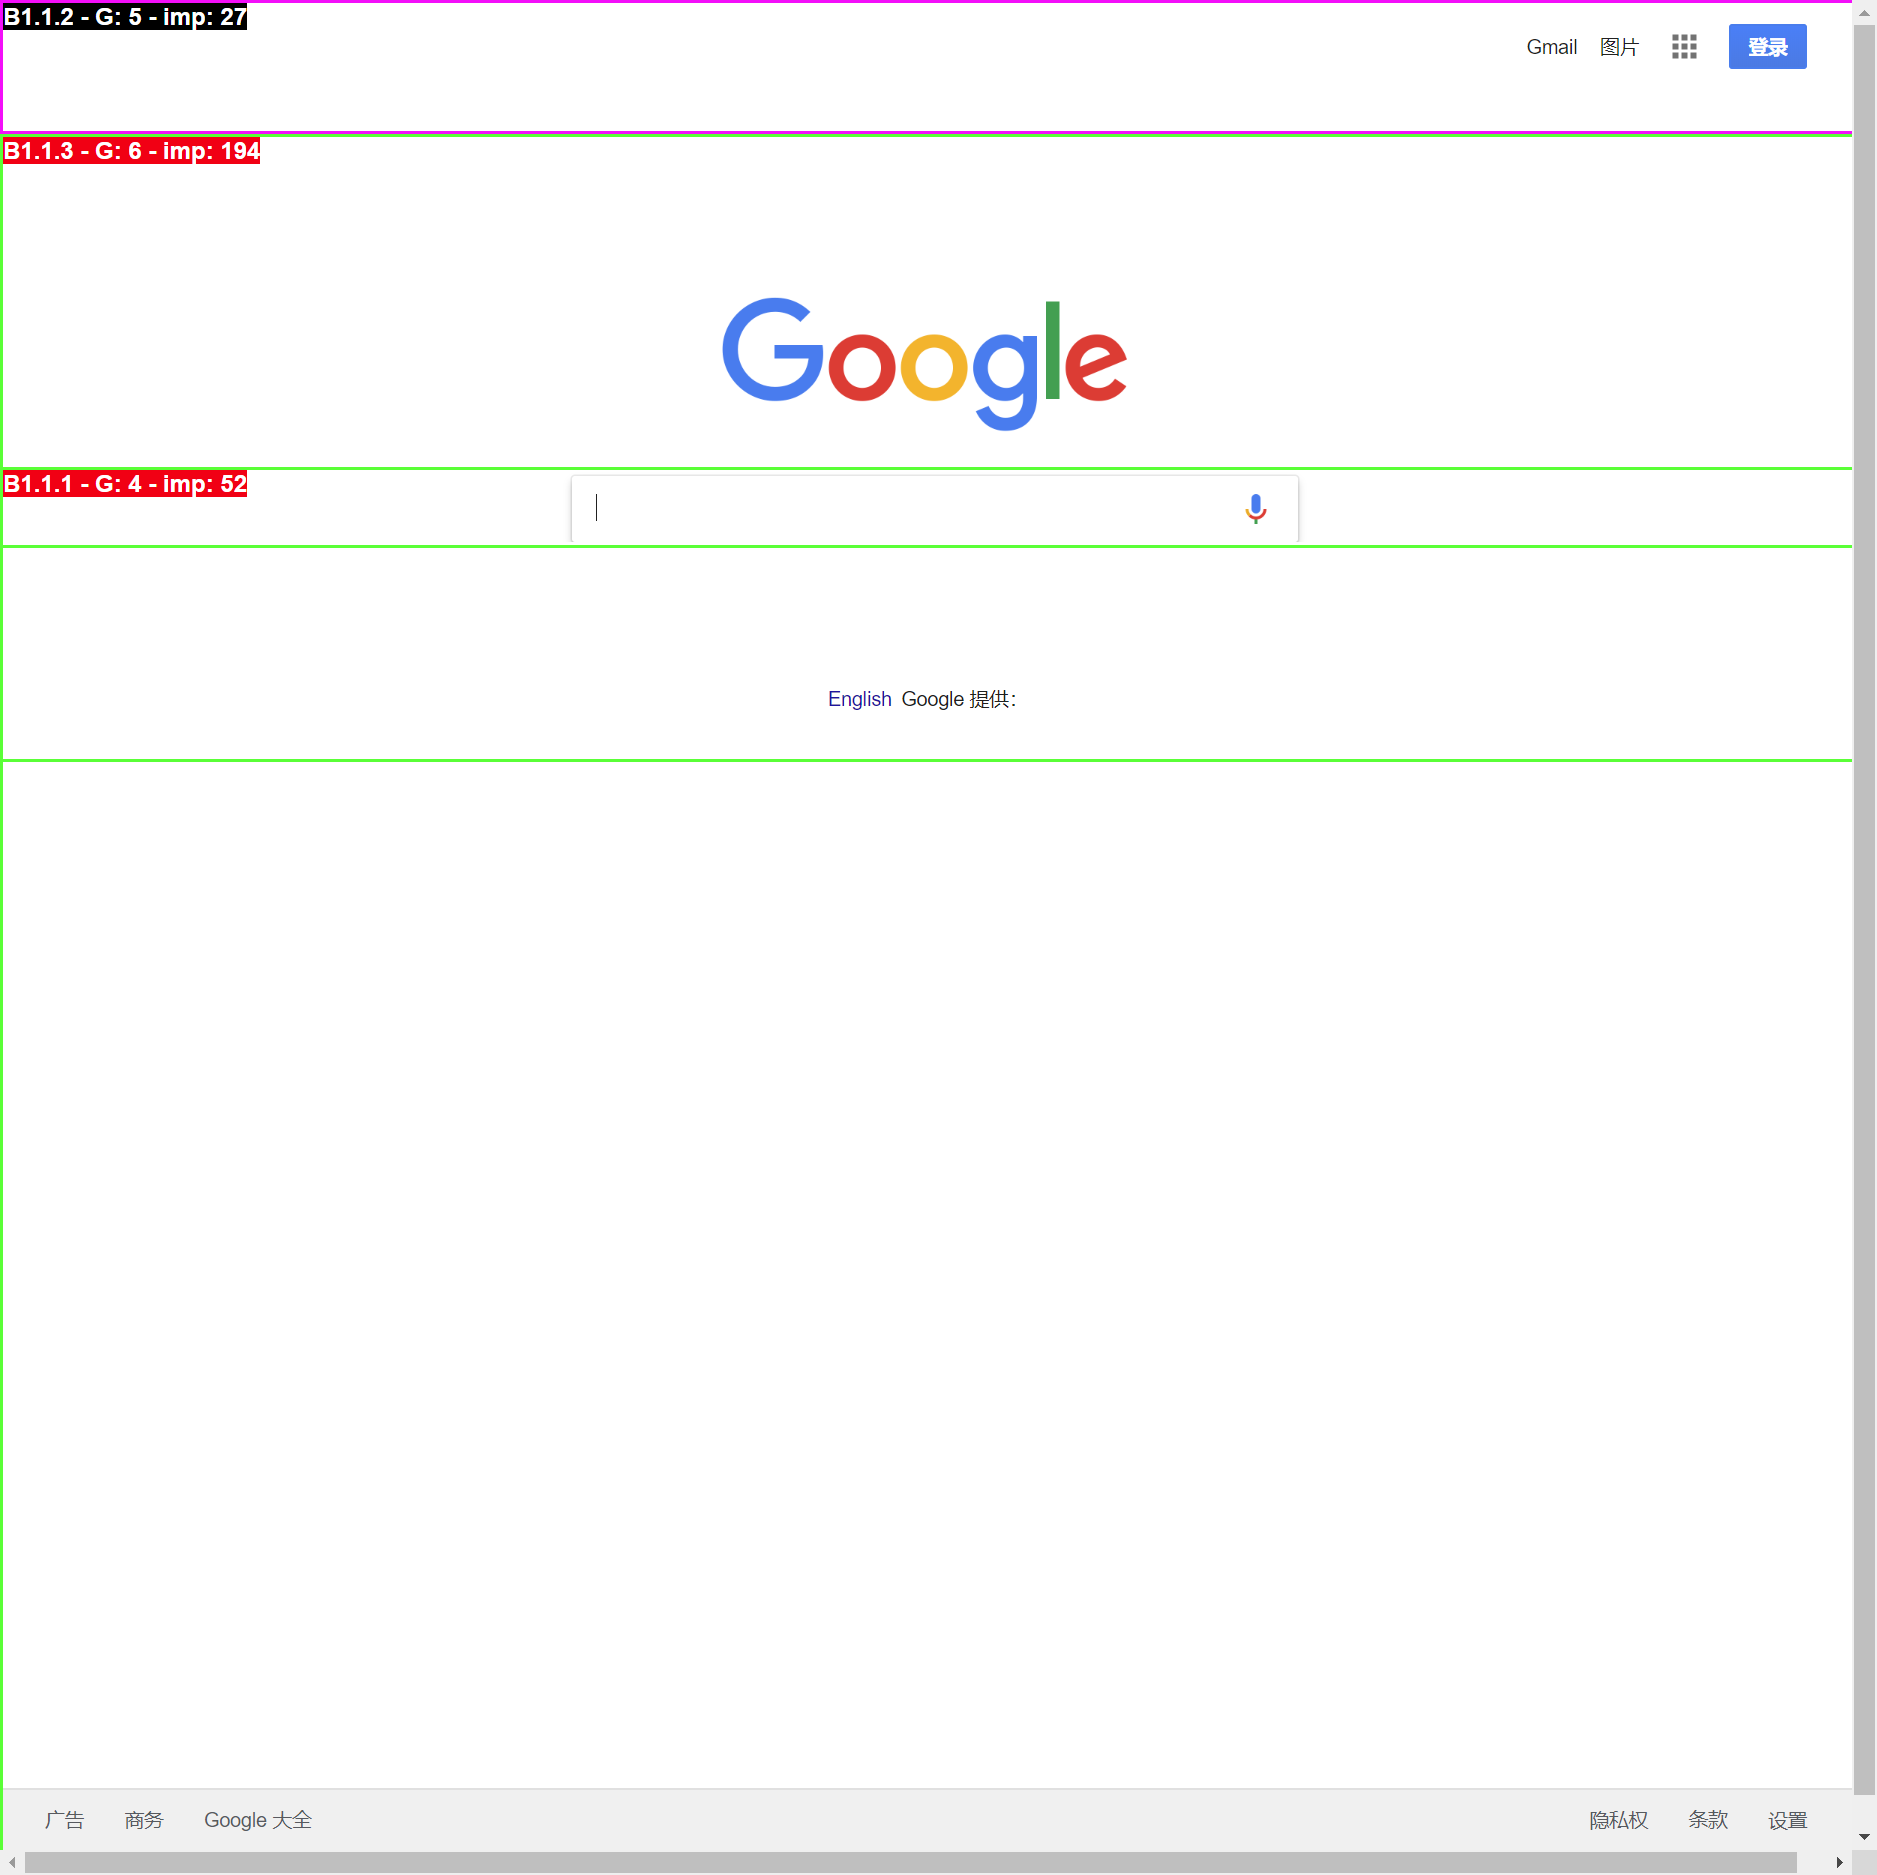 B1.1.2 - G: 5 - imp: 27
Gmail 图片 登录
B1.1.3 - G: 6 - imp: 194
Google
B1.1.1 - G: 4 - imp: 52
English Google 提供：
广告 商务 Google 大全 隐私权 条款 设置